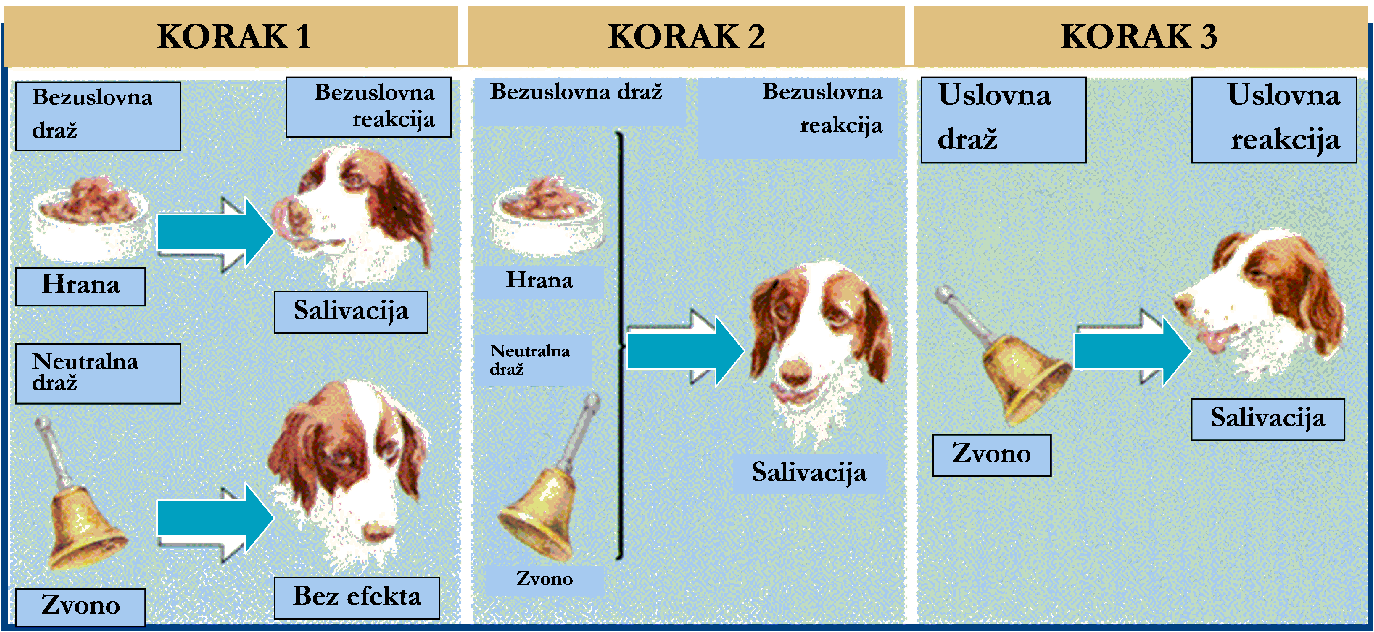 KORAK 1
Bezuslovna
draž
Bezuslovna
reakcija
Hrana
Salivacija
Neutralna
draž
Zvono
Bez efekta
KORAK 2
Bezuslovna draž
Bezuslovna
reakcija
Hrana
Neutralna
draž
Zvono
Salivacija
KORAK 3
Uslovna
draž
Uslovna
reakcija
Zvono
Salivacija